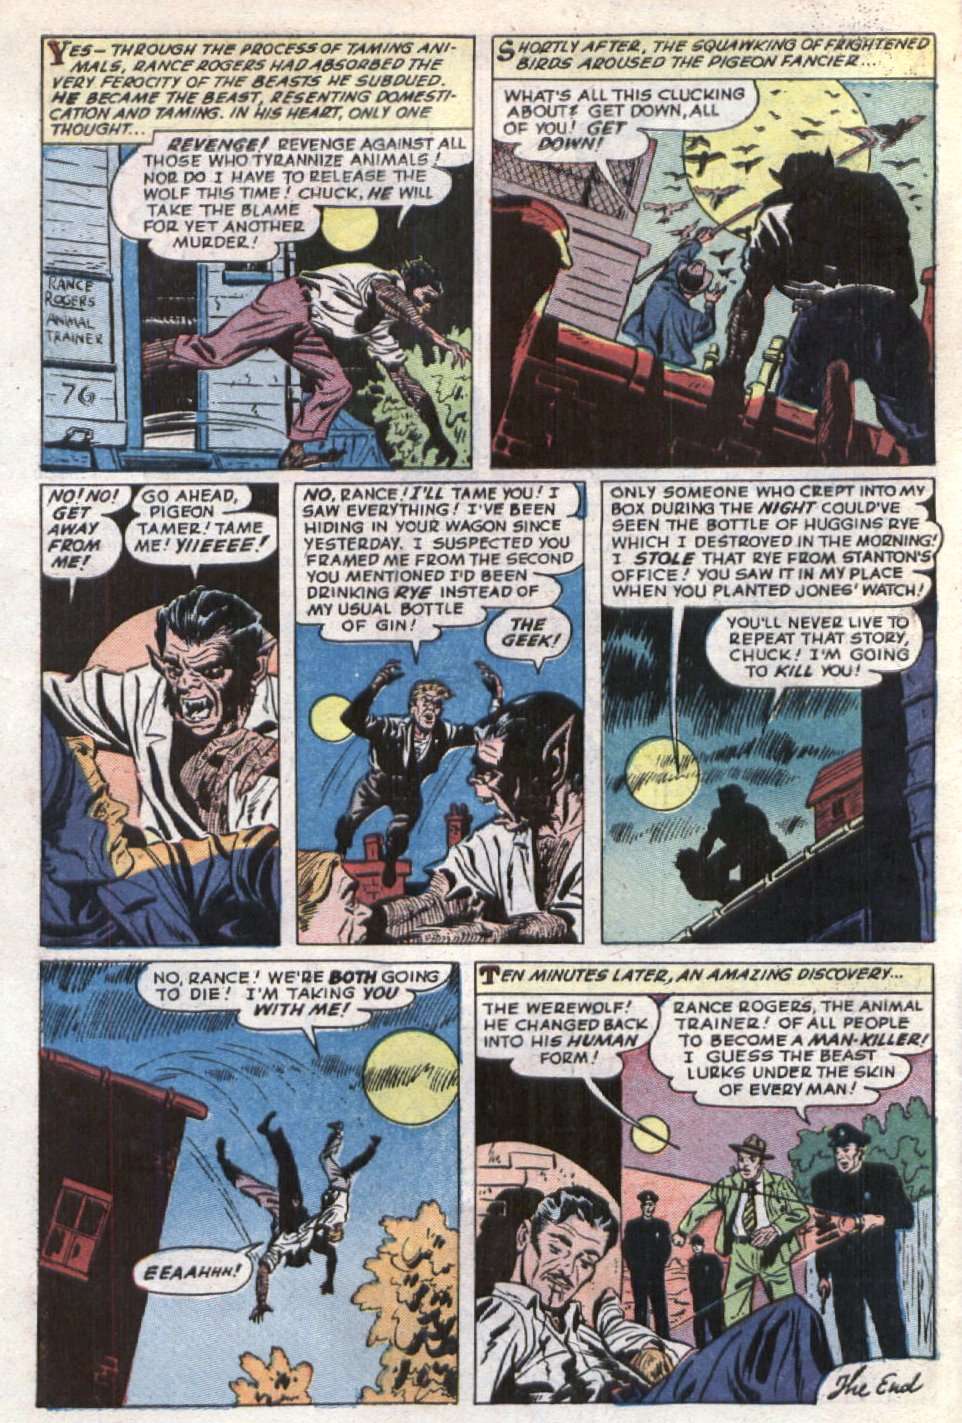 YES – THROUGH THE PROCESS OF TAMING ANI-
MALS, RANCE ROGERS HAD ABSORBED THE
VERY FEROCITY OF THE BEASTS HE SUBDUED.
HE BECAME THE BEAST, RESENTING DOMESTI-
CATION AND TAMING. IN HIS HEART, ONLY ONE
THOUGHT...
REVENGE! REVENGE AGAINST ALL
THOSE WHO TYRANNIZE ANIMALS!
NOR DO I HAVE TO RELEASE THE
WOLF THIS TIME! CHUCK, HE WILL
TAKE THE BLAME
FOR YET ANOTHER
MURDER!
RANCE
ROGERS
ANIMAL
TRAINER
76
SHORTLY AFTER, THE SQUAWKING OF FRIGHTENED
BIRDS AROUSED THE PIGEON FANCIER...
WHAT'S ALL THIS CLUCKING
ABOUT? GET DOWN, ALL
OF YOU! GET
DOWN!
NO! NO!
GET
AWAY
FROM
ME!
GO AHEAD,
PIGEON
TAMER! TAME
ME! YIIEEEE!
NO, RANCE! I'LL TAME YOU! I
SAW EVERYTHING! I'VE BEEN
HIDING IN YOUR WAGON SINCE
YESTERDAY. I SUSPECTED YOU
FRAMED ME FROM THE SECOND
YOU MENTIONED I'D BEEN
DRINKING RYE INSTEAD OF
MY USUAL BOTTLE
OF GIN!
THE
GEEK!
ONLY SOMEONE WHO CREPT INTO MY
BOX DURING THE NIGHT COULD'VE
SEEN THE BOTTLE OF HUGGINS RYE
WHICH I DESTROYED IN THE MORNING!
I STOLE THAT RYE FROM STANTON'S
OFFICE! YOU SAW IT IN MY PLACE
WHEN YOU PLANTED JONES' WATCH!
YOU'LL NEVER LIVE TO
REPEAT THAT STORY,
CHUCK! I'M GOING
TO KILL YOU!
NO, RANCE! WE'RE BOTH GOING
TO DIE! I'M TAKING YOU
WITH ME!
EEAAHHH!
TEN MINUTES LATER, AN AMAZING DISCOVERY...
THE WEREWOLF!
HE CHANGED BACK
INTO HIS HUMAN
FORM!
RANCE ROGERS, THE ANIMAL
TRAINER! OF ALL PEOPLE
TO BECOME A MAN-KILLER!
I GUESS THE BEAST
LURKS UNDER THE SKIN
OF EVERY MAN!
The End